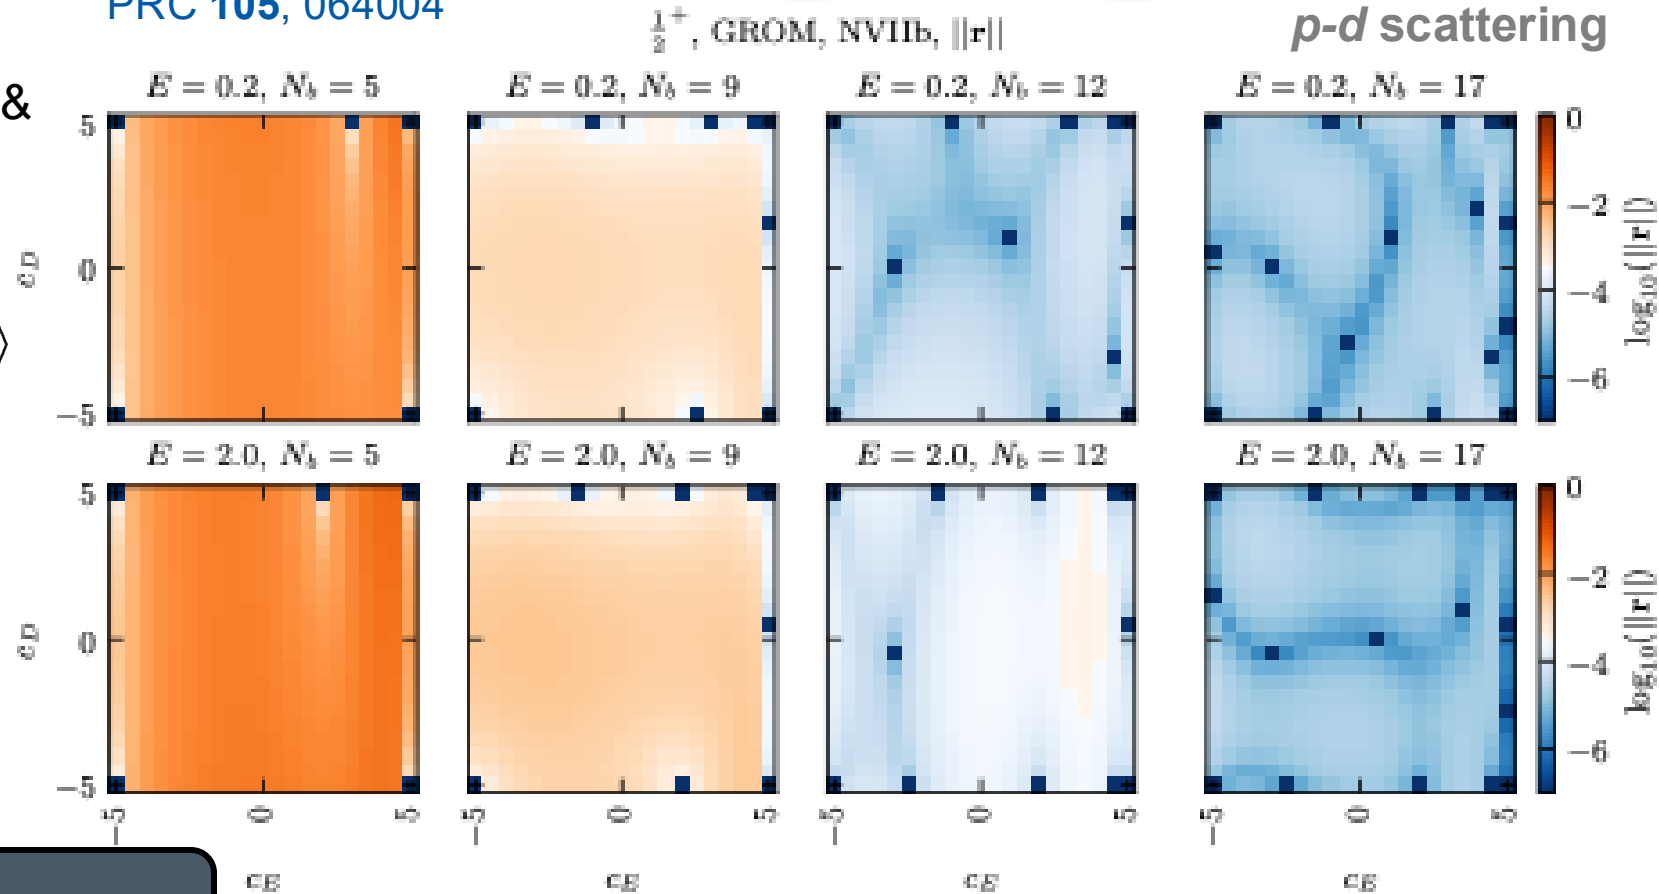 PRC 105, 064004
½⁺, GROM, NVIIb, ||r||
p-d scattering
&
⟩
E = 0.2, N_b = 5
E = 0.2, N_b = 9
E = 0.2, N_b = 12
E = 0.2, N_b = 17
5
0
−5
c_D
0
−2
−4
−6
log₁₀(||r||)
E = 2.0, N_b = 5
E = 2.0, N_b = 9
E = 2.0, N_b = 12
E = 2.0, N_b = 17
5
0
−5
c_D
0
−2
−4
−6
log₁₀(||r||)
−5 0 5
−5 0 5
−5 0 5
−5 0 5
c_E
c_E
c_E
c_E